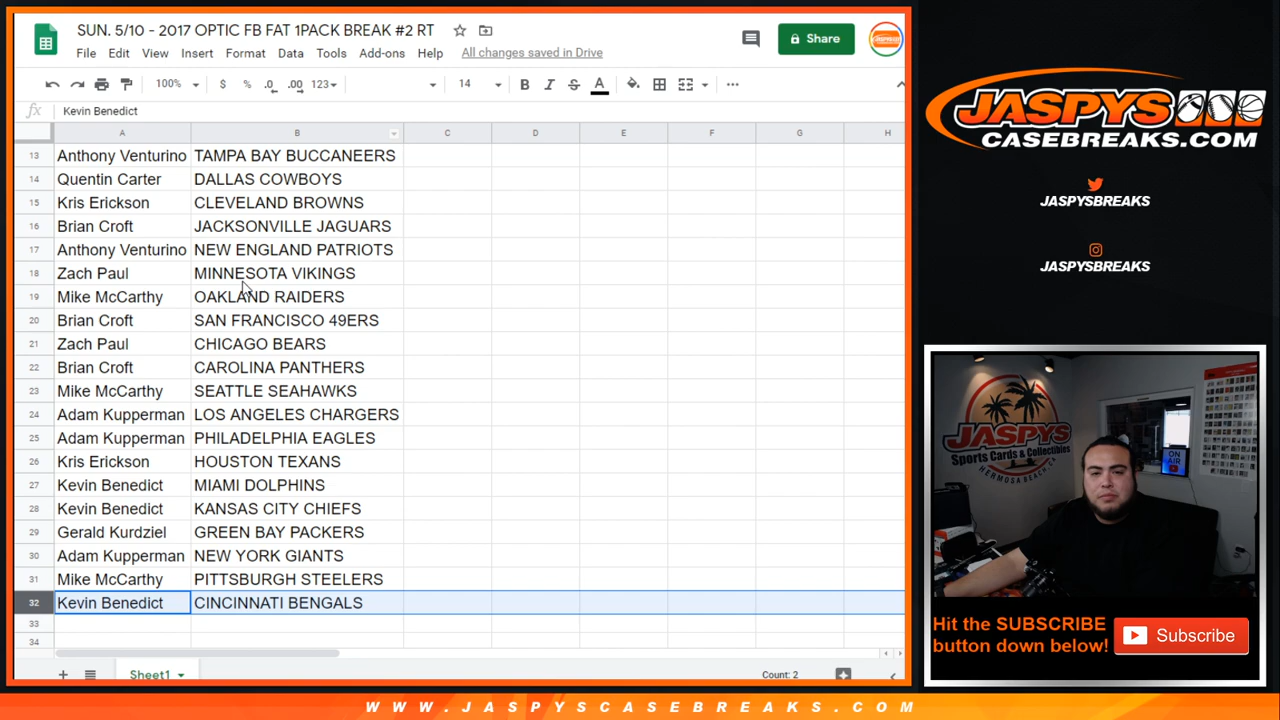 SUN. 5/10 - 2017 OPTIC FB FAT 1PACK BREAK #2 RT
File Edit View Insert Format Data Tools Add-ons Help All changes saved in Drive
Share
100% $ % .0 .00 123 14 B I S A
fx Kevin Benedict
A B C D E F G H
13 Anthony Venturino TAMPA BAY BUCCANEERS
14 Quentin Carter DALLAS COWBOYS
15 Kris Erickson CLEVELAND BROWNS
16 Brian Croft JACKSONVILLE JAGUARS
17 Anthony Venturino NEW ENGLAND PATRIOTS
18 Zach Paul MINNESOTA VIKINGS
19 Mike McCarthy OAKLAND RAIDERS
20 Brian Croft SAN FRANCISCO 49ERS
21 Zach Paul CHICAGO BEARS
22 Brian Croft CAROLINA PANTHERS
23 Mike McCarthy SEATTLE SEAHAWKS
24 Adam Kupperman LOS ANGELES CHARGERS
25 Adam Kupperman PHILADELPHIA EAGLES
26 Kris Erickson HOUSTON TEXANS
27 Kevin Benedict MIAMI DOLPHINS
28 Kevin Benedict KANSAS CITY CHIEFS
29 Gerald Kurdziel GREEN BAY PACKERS
30 Adam Kupperman NEW YORK GIANTS
31 Mike McCarthy PITTSBURGH STEELERS
32 Kevin Benedict CINCINNATI BENGALS
33
34
Sheet1
Count: 2
JASPYS
CASEBREAKS.COM
JASPYSBREAKS
JASPYSBREAKS
JASPYS
Sports Cards & Collectibles
HERMOSA BEACH, CA
ON AIR
Hit the SUBSCRIBE
button down below!
Subscribe
WWW.JASPYSCASEBREAKS.COM